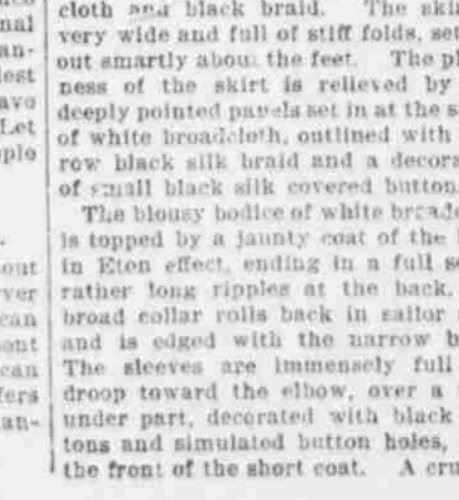 nal
an-
lest
ave
Let
ople
out
ver
can
sent
can
fers
an-
cloth and black braid. The ski
very wide and full of stiff folds, set
out smartly about the feet. The pl
ness of the skirt is relieved by
deeply pointed panels set in at the s
of white broadcloth, outlined with
row black silk braid and a decora
of small black silk covered button
The blousy bodice of white broadc
is topped by a jaunty coat of the
in Eton effect, ending in a full s
rather long ripples at the back.
broad collar rolls back in sailor
and is edged with the narrow b
The sleeves are immensely full
droop toward the elbow, over a
under part, decorated with black
tons and simulated button holes,
the front of the short coat. A cru